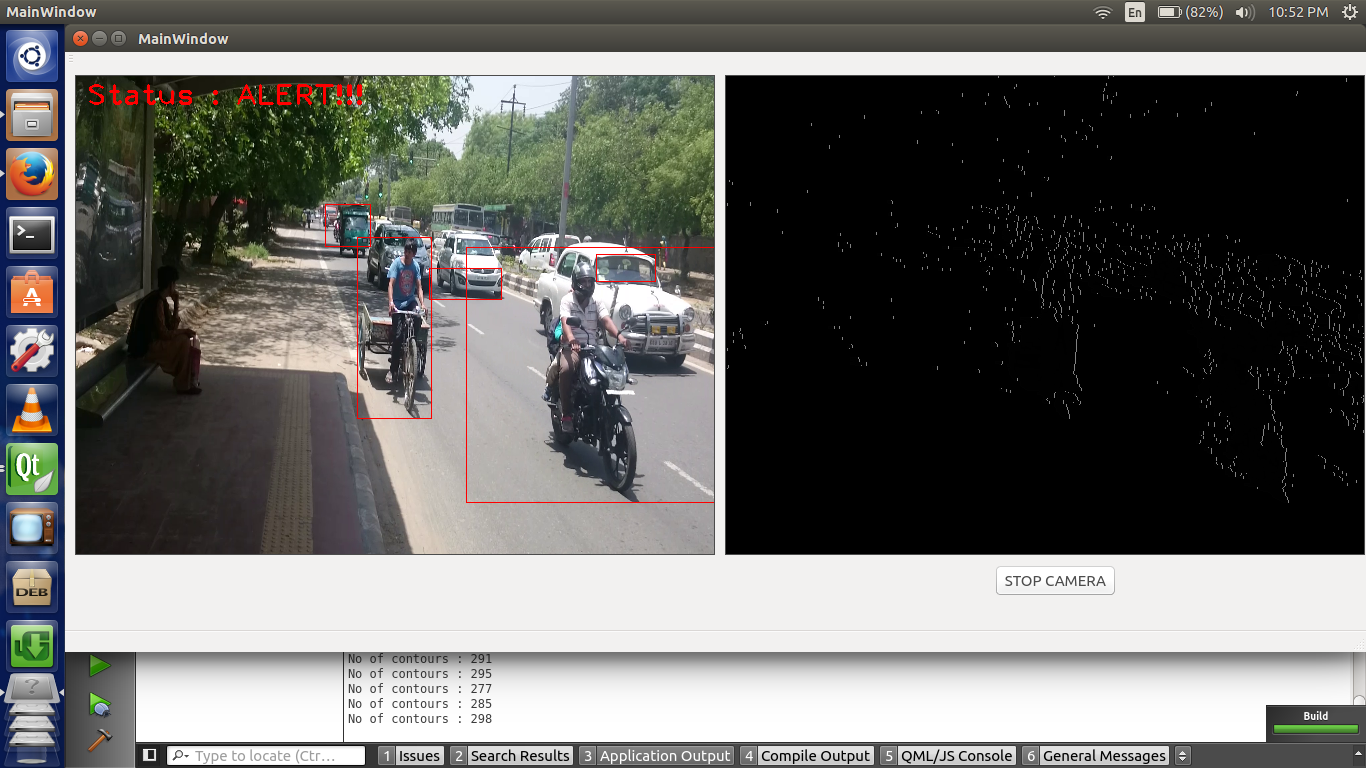 MainWindow
En
(82%)
10:52 PM
MainWindow
Status : ALERT!!!
STOP CAMERA
No of contours : 291
No of contours : 295
No of contours : 277
No of contours : 285
No of contours : 298
Qt
DEB
Build
Type to locate (Ctr...
1 Issues
2 Search Results
3 Application Output
4 Compile Output
5 QML/JS Console
6 General Messages